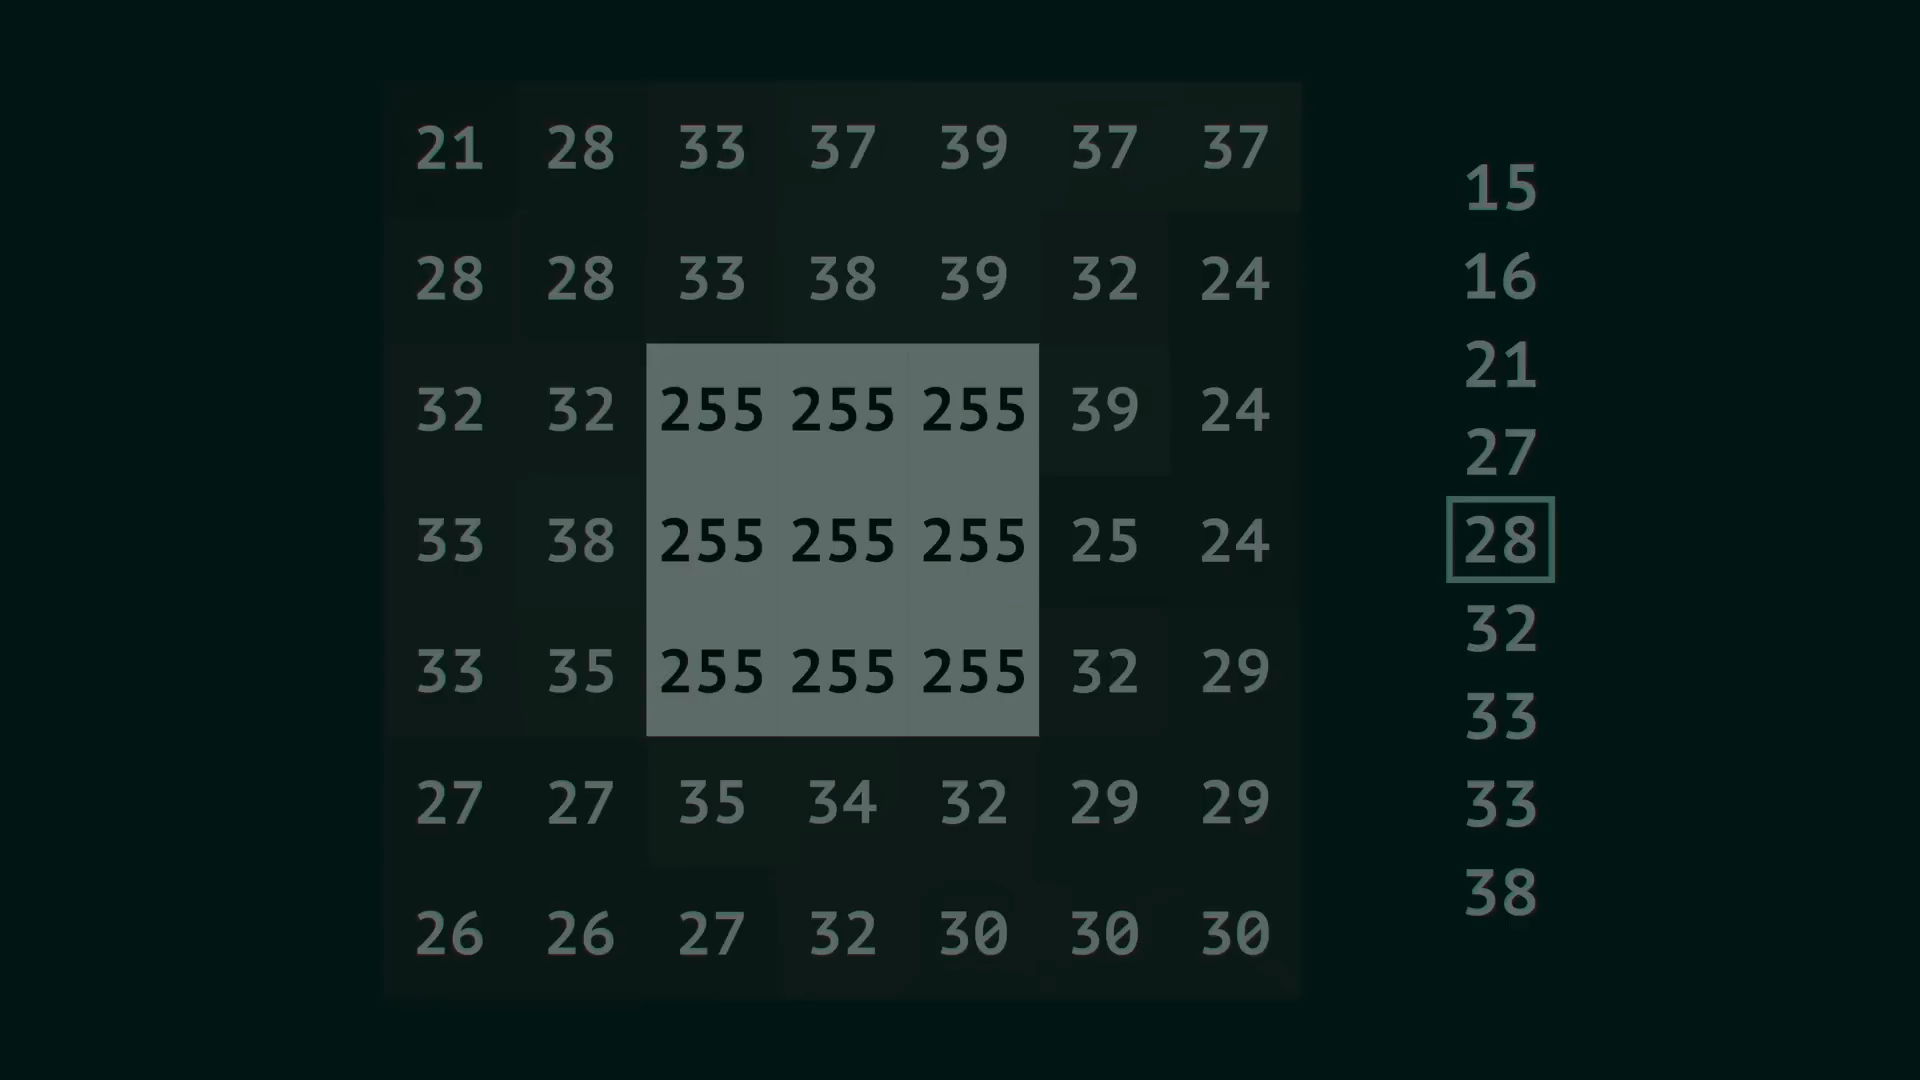 21 28 33 37 39 37 37
28 28 33 38 39 32 24
32 32 255 255 255 39 24
33 38 255 255 255 25 24
33 35 255 255 255 32 29
27 27 35 34 32 29 29
26 26 27 32 30 30 30
15
16
21
27
28
32
33
33
38